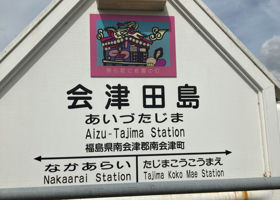 会津田島
あいづたじま
Aizu-Tajima Station
福島県南会津郡南会津町
なかあらい たじまこうこうまえ
Nakaarai Station Tajima Koko Mae Station